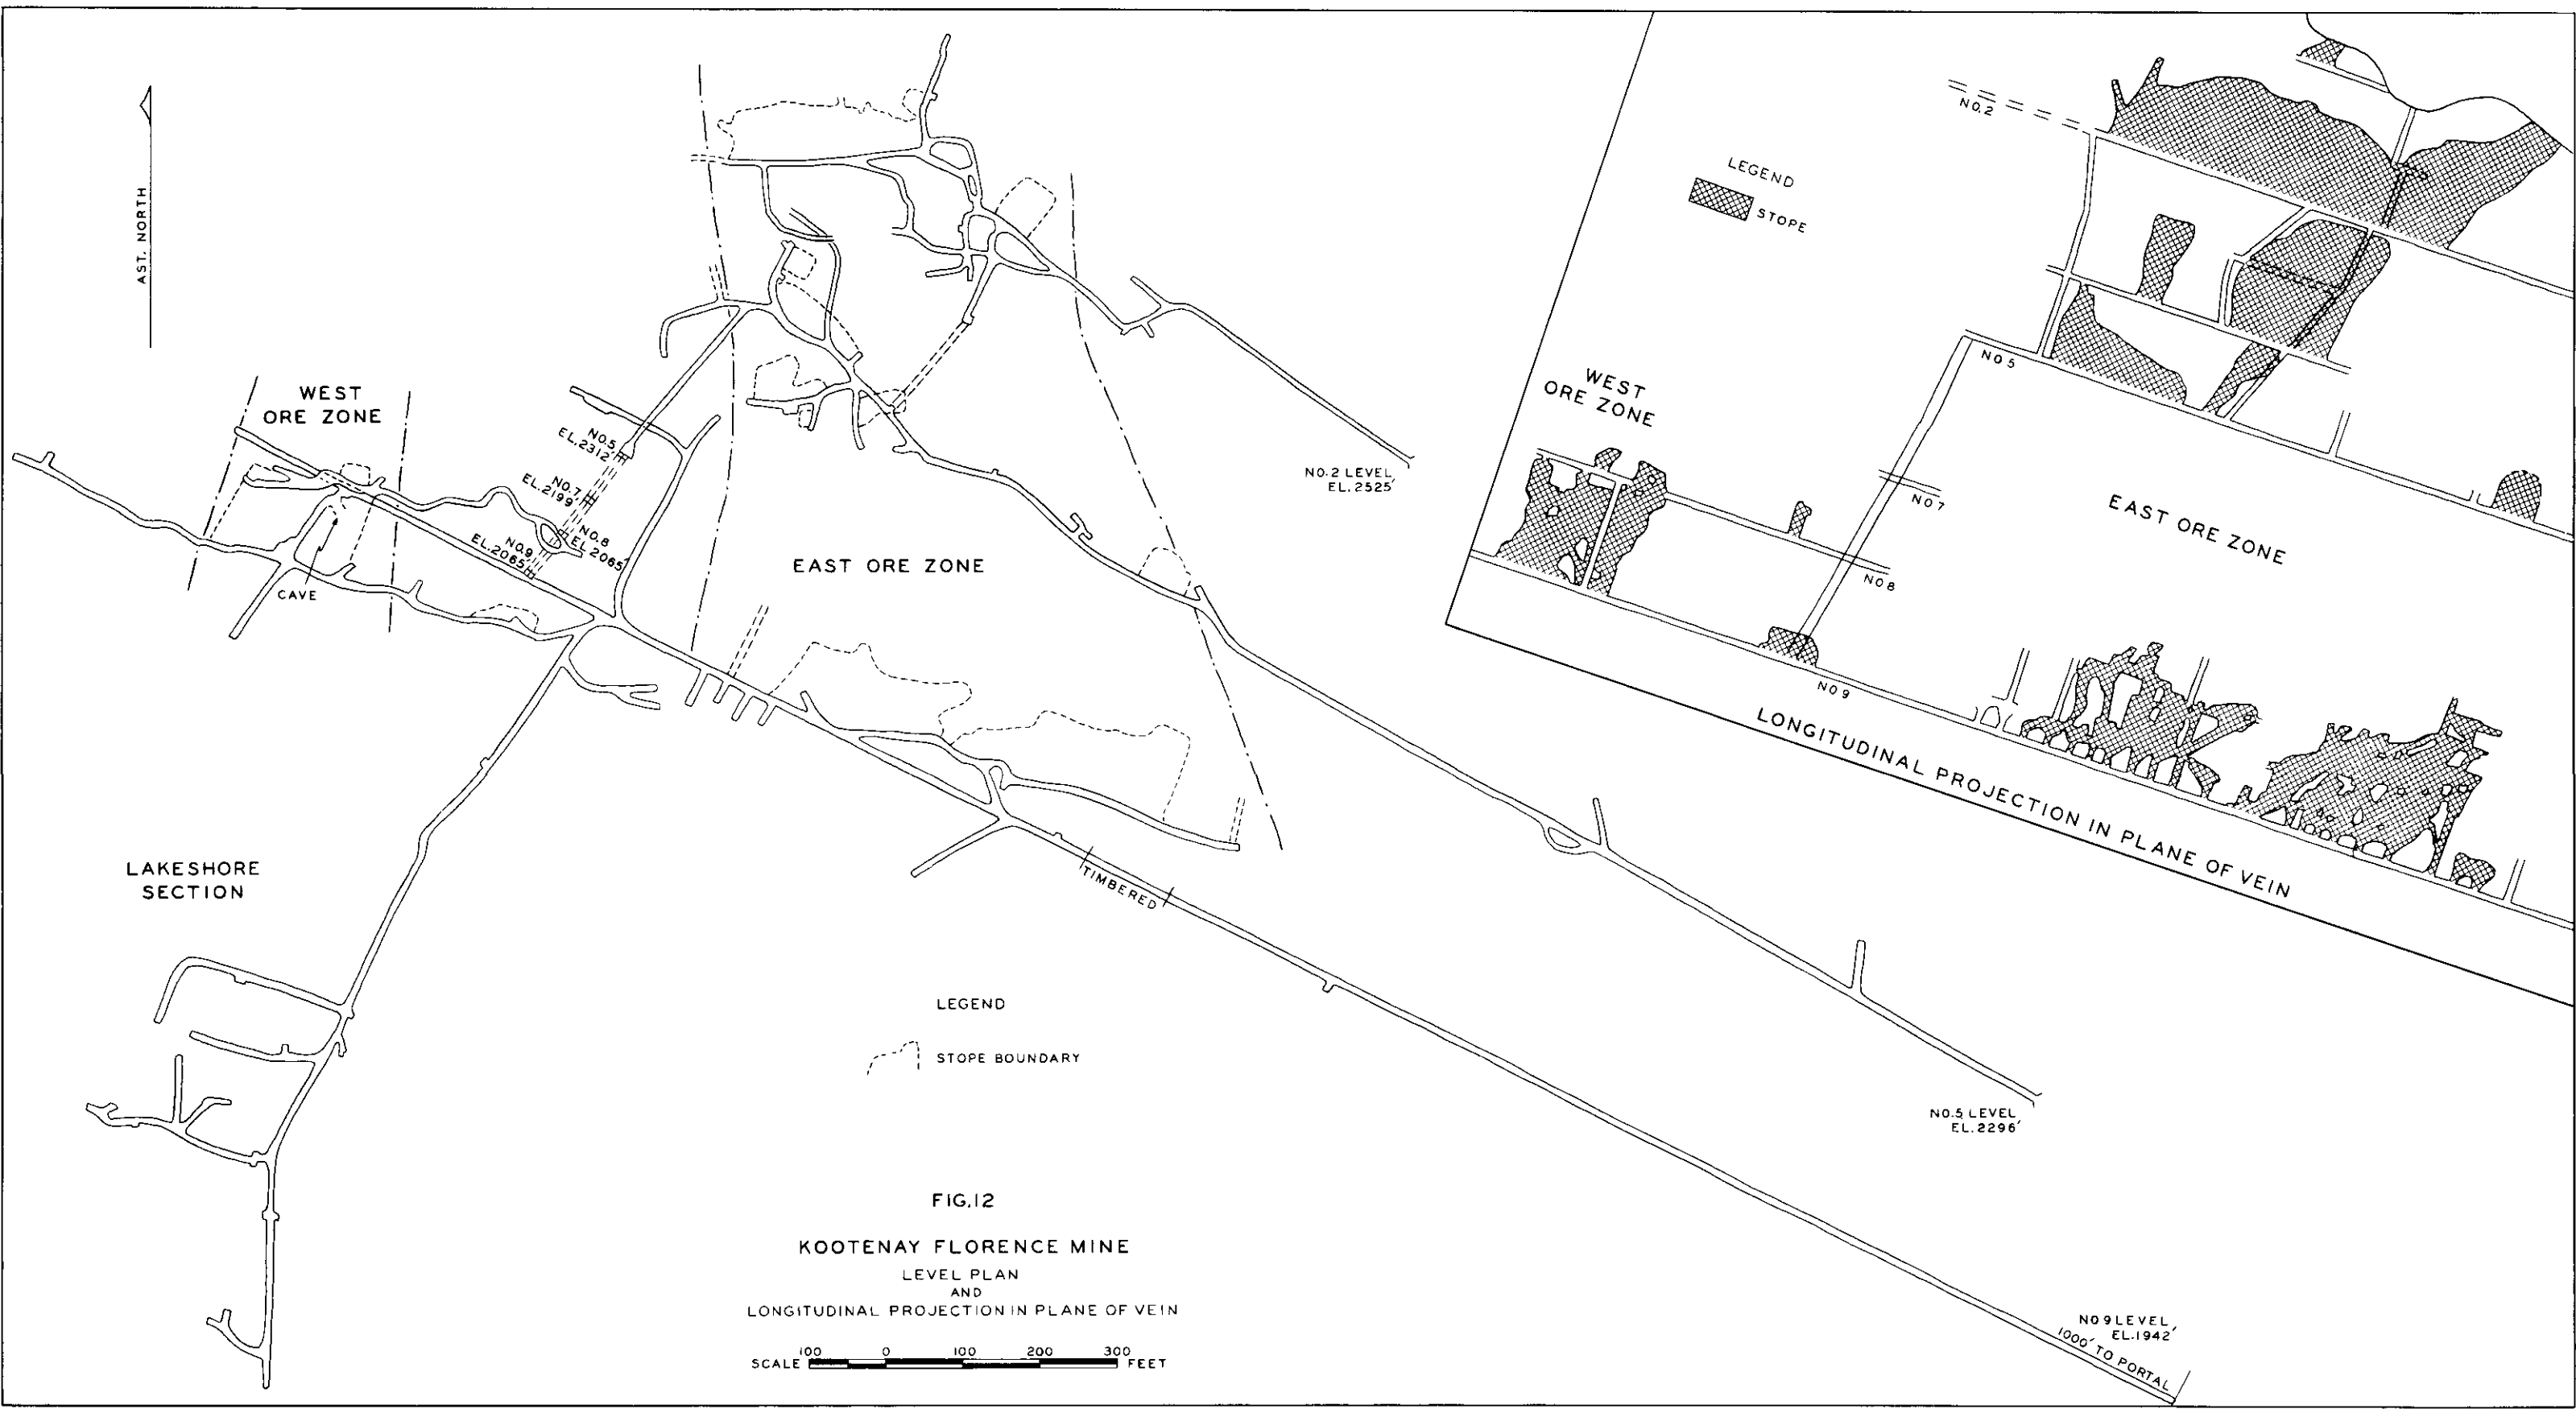 AST. NORTH
WEST
ORE ZONE
NO.5,
EL.2312'
NO.7,
EL.2199'
NO.8
EL 2065'
NO.9
EL.2065'
CAVE
EAST ORE ZONE
NO.2 LEVEL,
EL.2525'
TIMBERED
LAKESHORE
SECTION
LEGEND
STOPE BOUNDARY
NO.5 LEVEL
EL.2296'
NO 9 LEVEL,
EL.1942'
1000' TO PORTAL
FIG.12
KOOTENAY FLORENCE MINE
LEVEL PLAN
AND
LONGITUDINAL PROJECTION IN PLANE OF VEIN
SCALE 100 0 100 200 300 FEET
LEGEND
STOPE
NO.2
NO 5
WEST
ORE ZONE
NO 7
NO 8
NO 9
EAST ORE ZONE
LONGITUDINAL PROJECTION IN PLANE OF VEIN